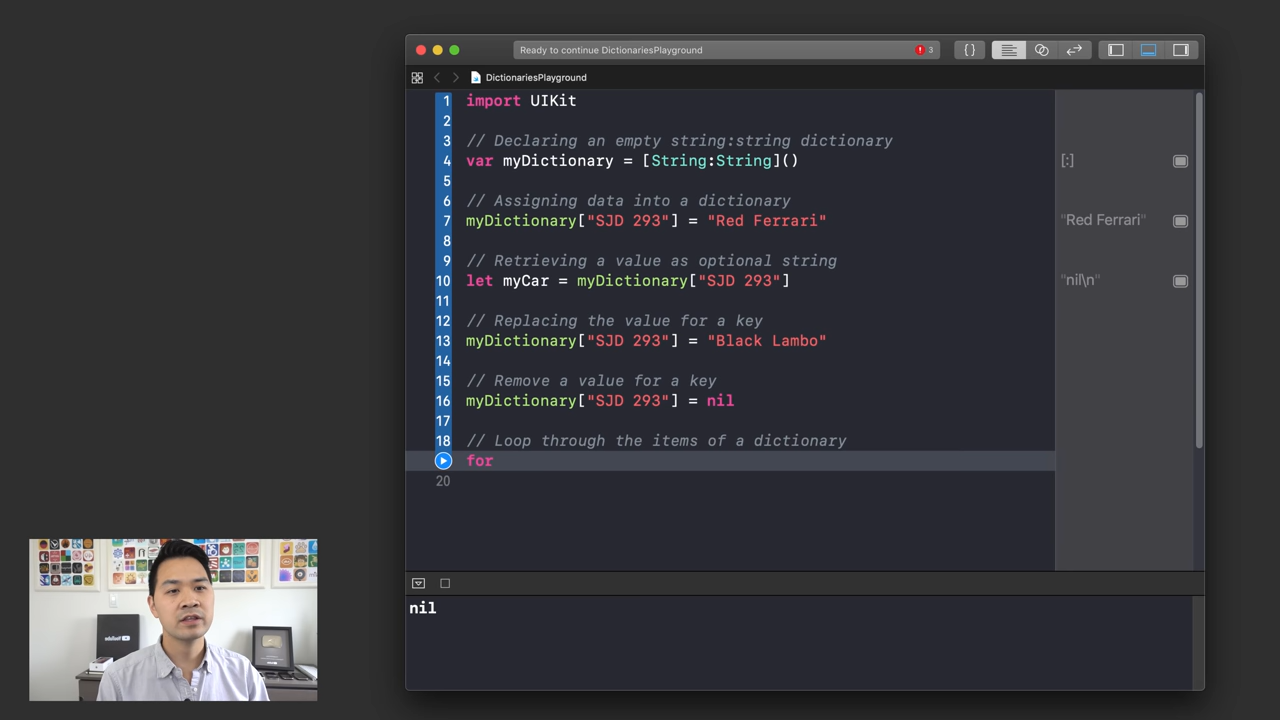 Ready to continue DictionariesPlayground
3
{}
DictionariesPlayground
1 import UIKit
2
3 // Declaring an empty string:string dictionary
4 var myDictionary = [String:String]()
[:]
5
6 // Assigning data into a dictionary
7 myDictionary["SJD 293"] = "Red Ferrari"
"Red Ferrari"
8
9 // Retrieving a value as optional string
10 let myCar = myDictionary["SJD 293"]
"nil\n"
11
12 // Replacing the value for a key
13 myDictionary["SJD 293"] = "Black Lambo"
14
15 // Remove a value for a key
16 myDictionary["SJD 293"] = nil
17
18 // Loop through the items of a dictionary
for
20
nil
YouTube